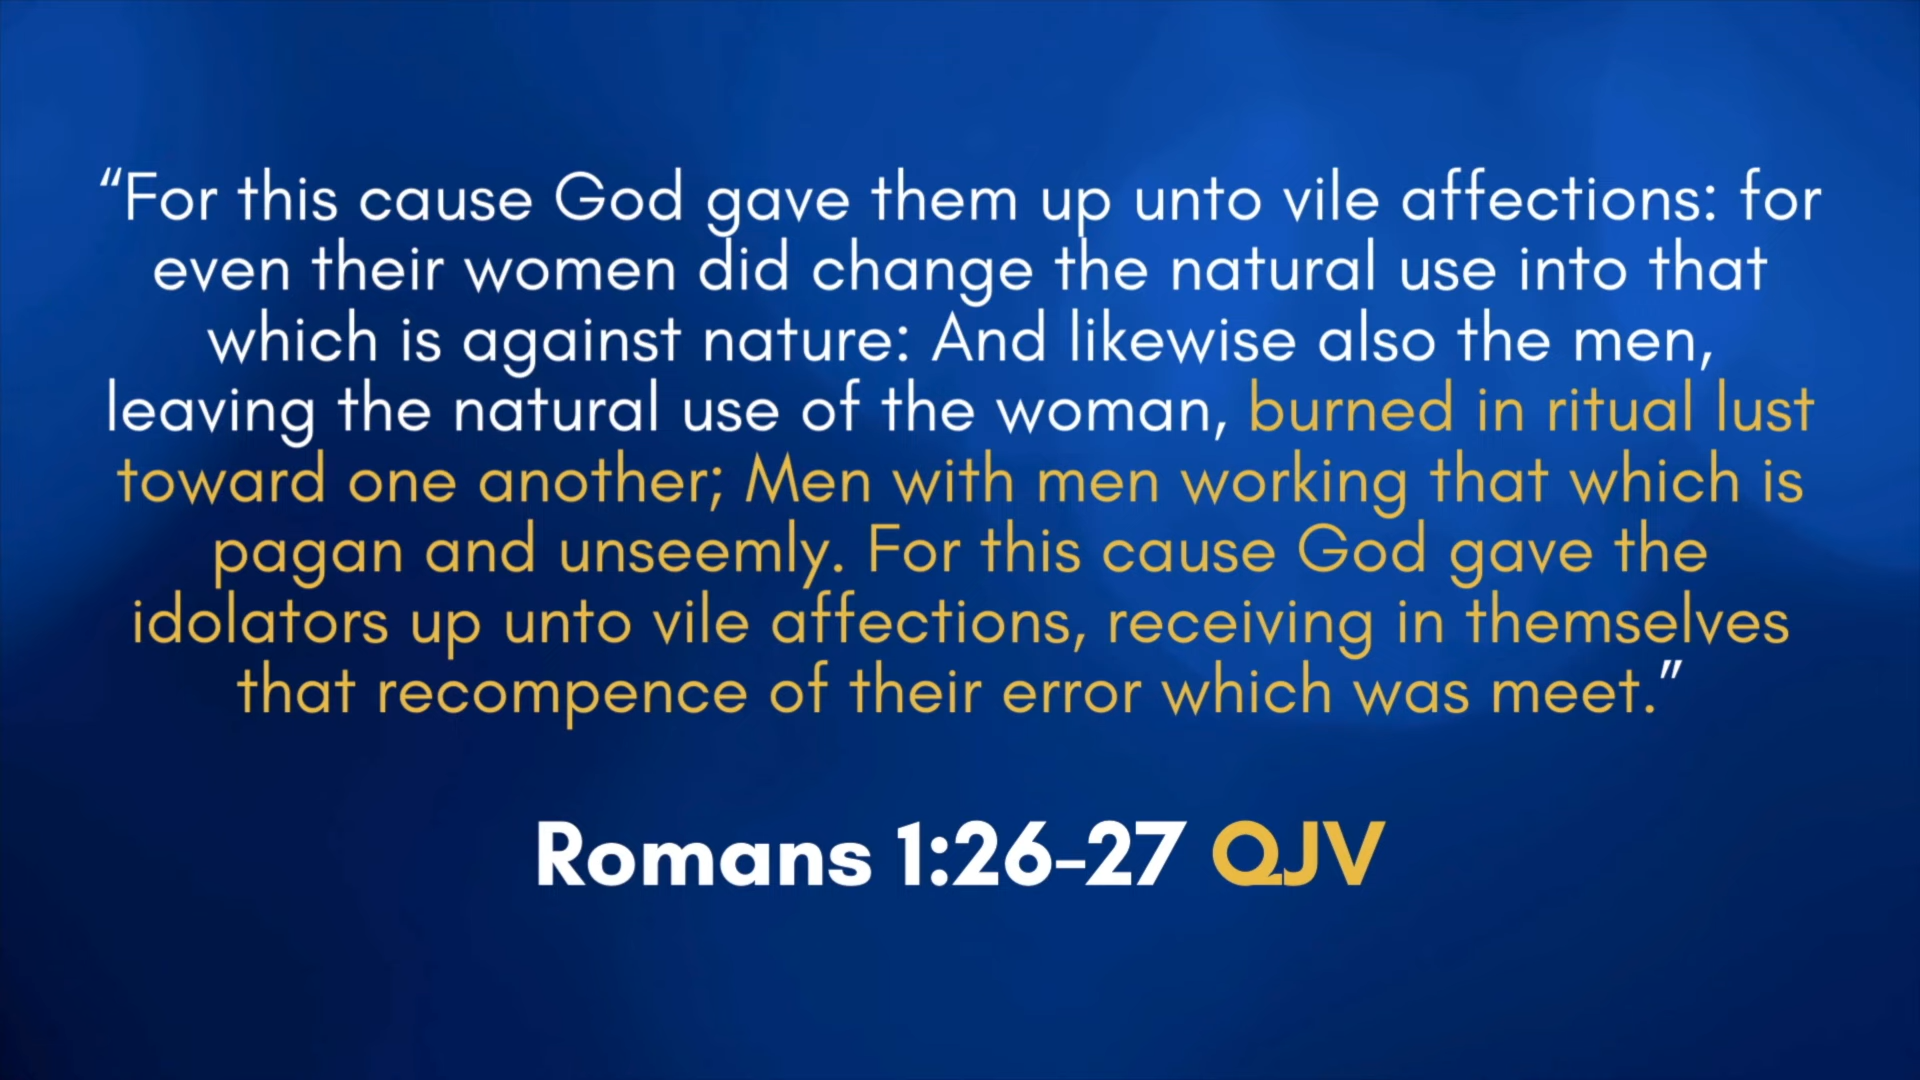 “For this cause God gave them up unto vile affections: for
even their women did change the natural use into that
which is against nature: And likewise also the men,
leaving the natural use of the woman, burned in ritual lust
toward one another; Men with men working that which is
pagan and unseemly. For this cause God gave the
idolators up unto vile affections, receiving in themselves
that recompence of their error which was meet.”
Romans 1:26-27 QJV